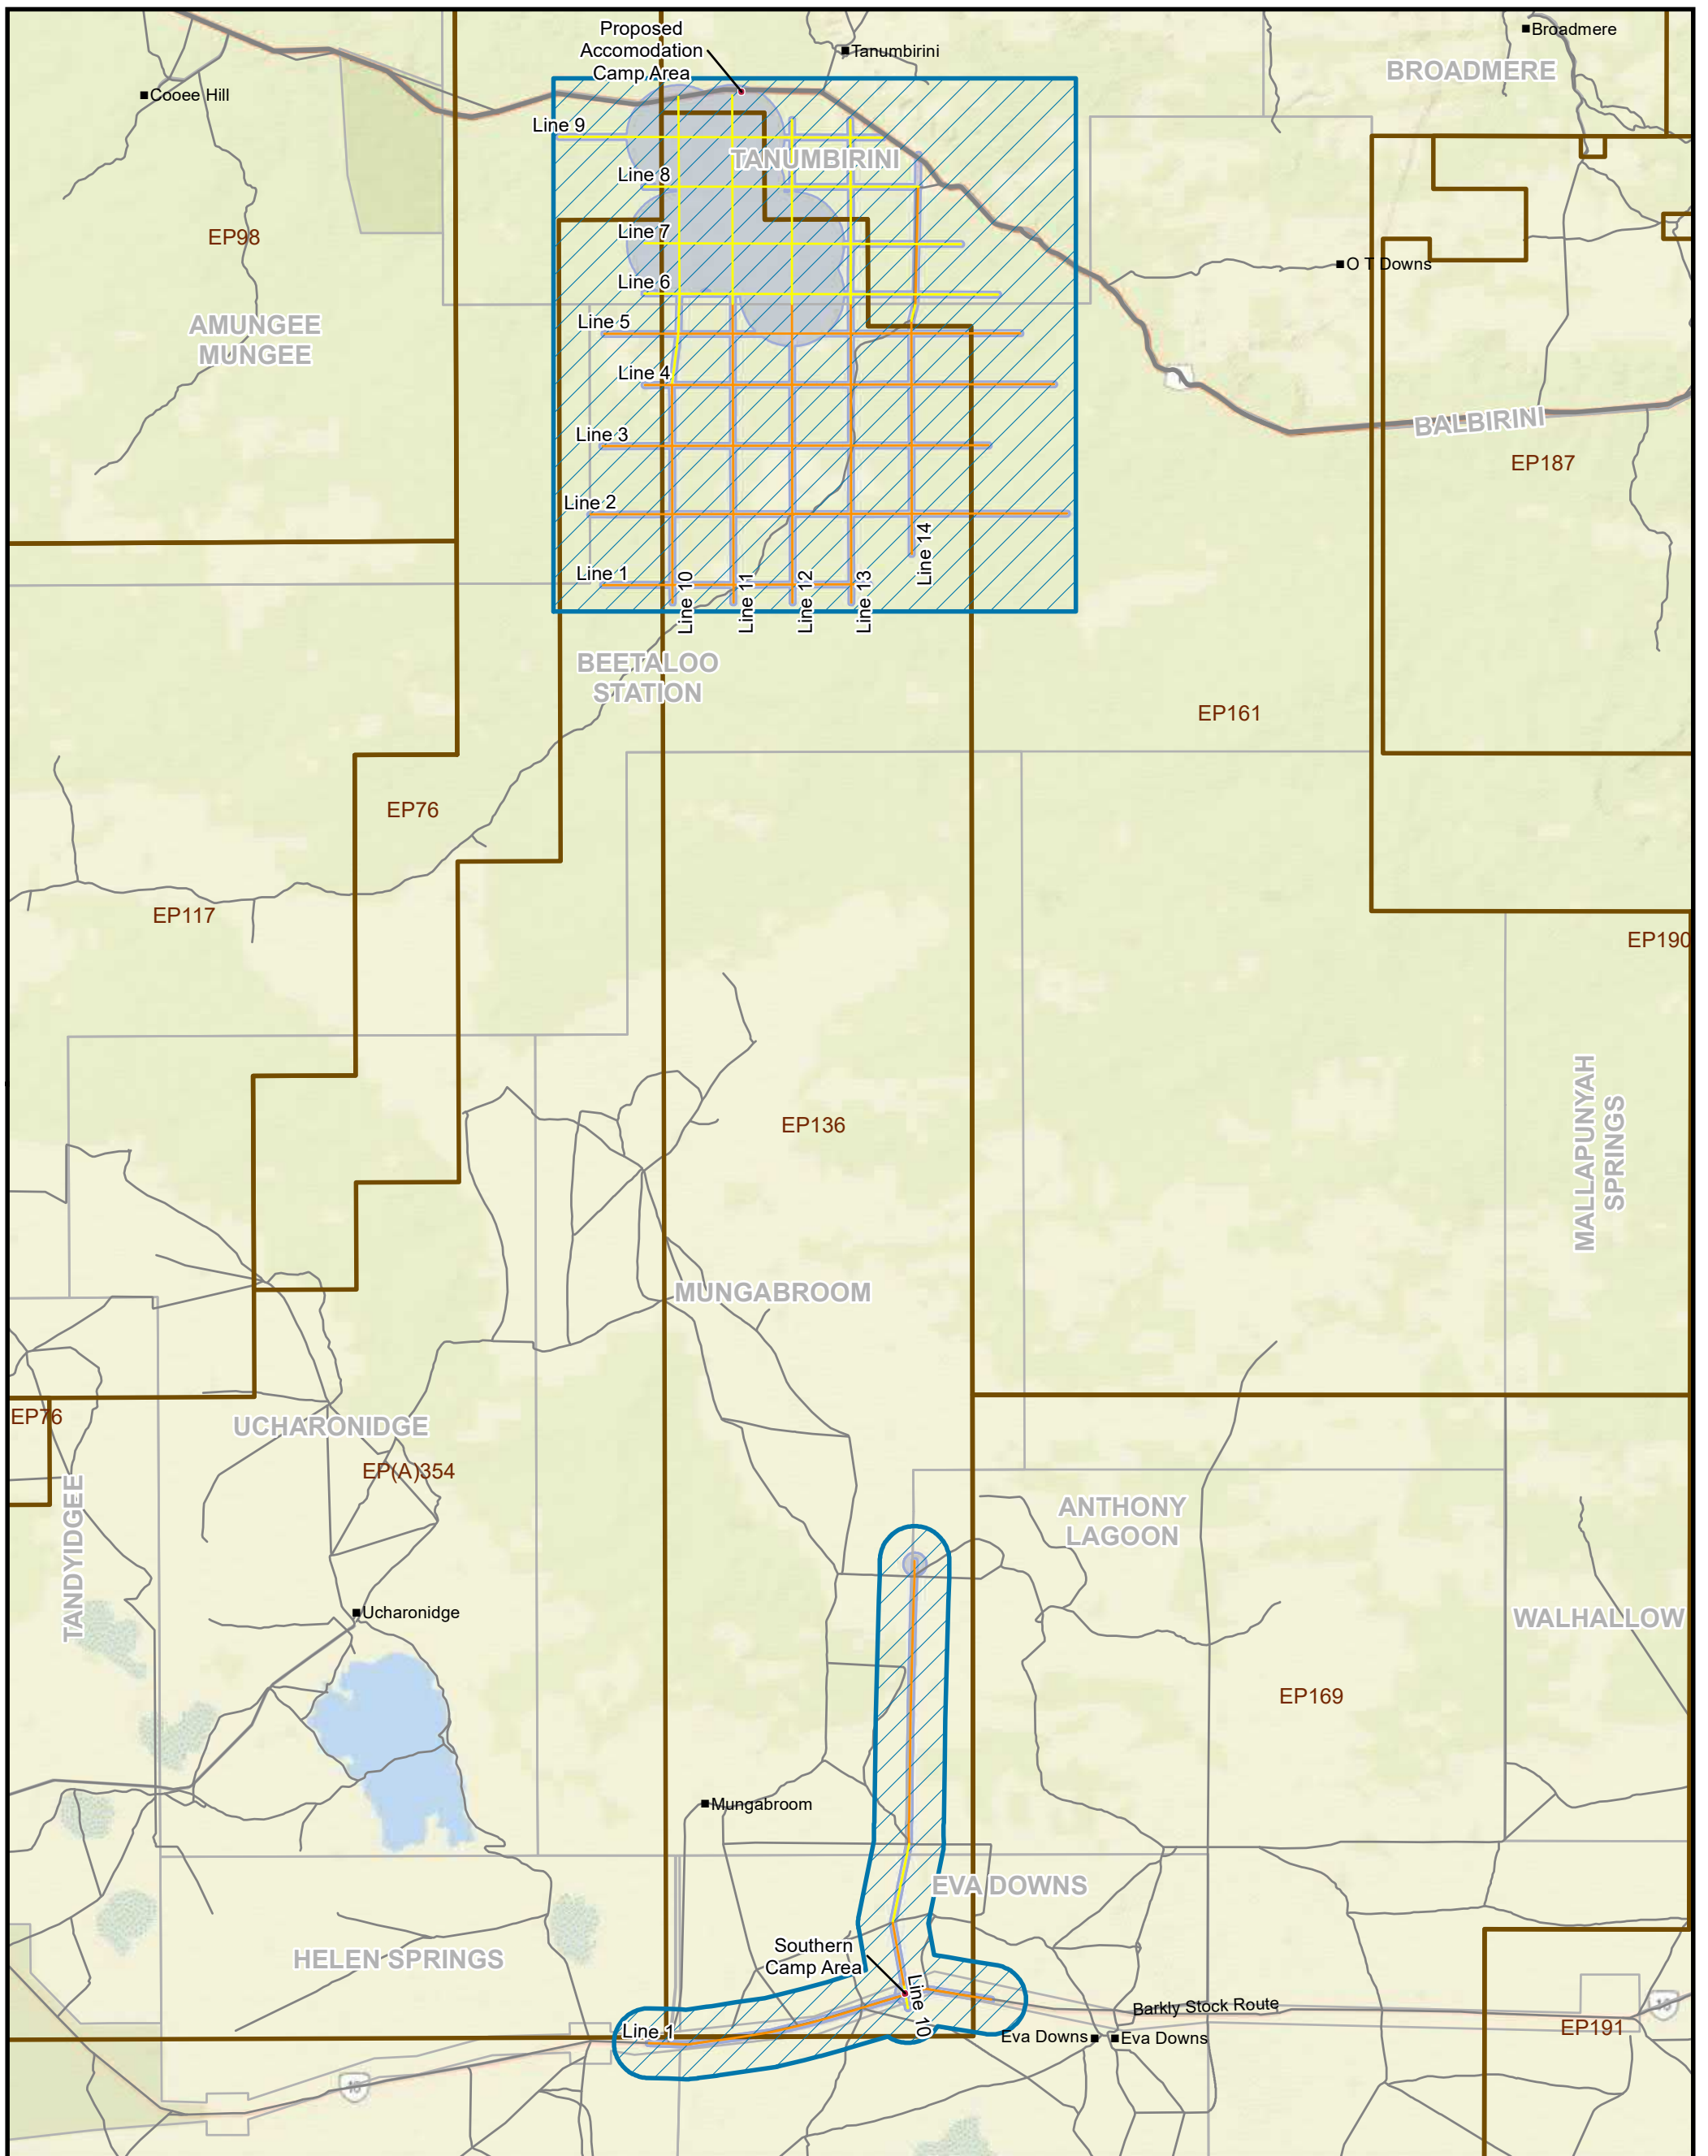 Proposed
Accomodation
Camp Area
Tanumbirini
Broadmere
BROADMERE
Cooee Hill
Line 9
TANUMBIRINI
Line 8
EP98
Line 7
O T Downs
Line 6
AMUNGEE
MUNGEE
Line 5
Line 4
1
BALBIRINI
Line 3
EP187
Line 2
Line 14
Line 1
Line 10
Line 11
Line 12
Line 13
BEETALOO
STATION
EP161
EP76
EP117
EP190
EP136
MALLAPUNYAH
SPRINGS
MUNGABROOM
EP76
UCHARONIDGE
EP(A)354
TANDYIDGEE
ANTHONY
LAGOON
Ucharonidge
WALHALLOW
EP169
Mungabroom
EVA DOWNS
HELEN SPRINGS
Southern
Camp Area
Line 10
Barkly Stock Route
16
Line 1
Eva Downs
Eva Downs
EP191
16